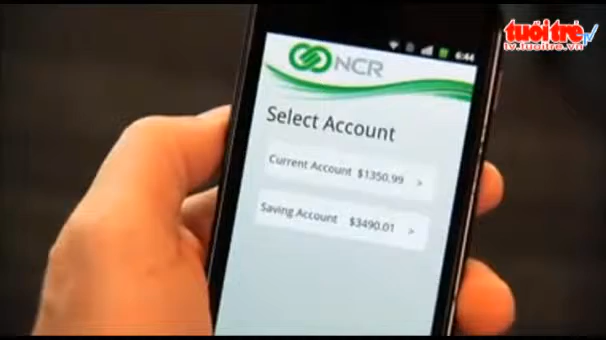 tuổi trẻ tv
tv.tuoitre.vn
6:44
NCR
Select Account
Current Account $1350.99 >
Saving Account $3490.01 >